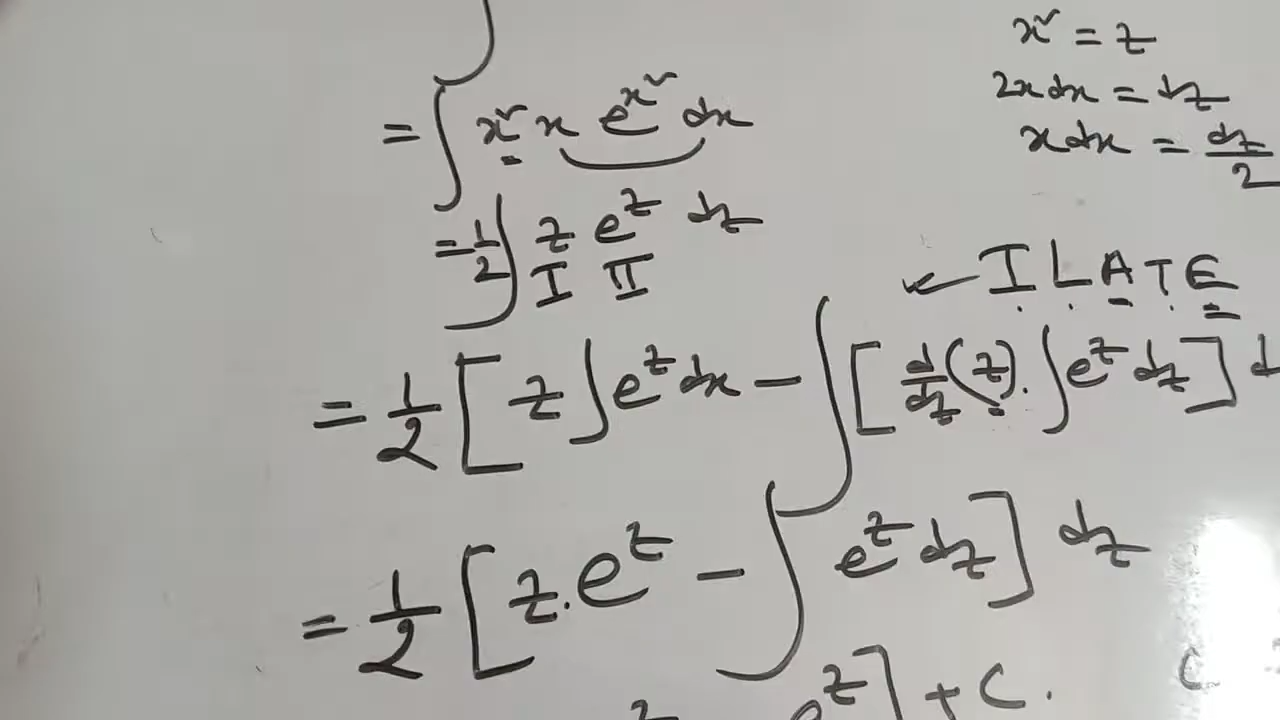 = ∫ x² x e^{x²} dx
x² = z
2x dx = dz
x dx = dz/2
= 1/2 ∫ z e^z dz
I II
← I L A T E
= 1/2 [ z ∫ e^z dx − ∫ [ d/dz (z) . ∫ e^z dz ] d
= 1/2 [ z . e^z − ∫ e^z dz ] dz
e^z ] + C .